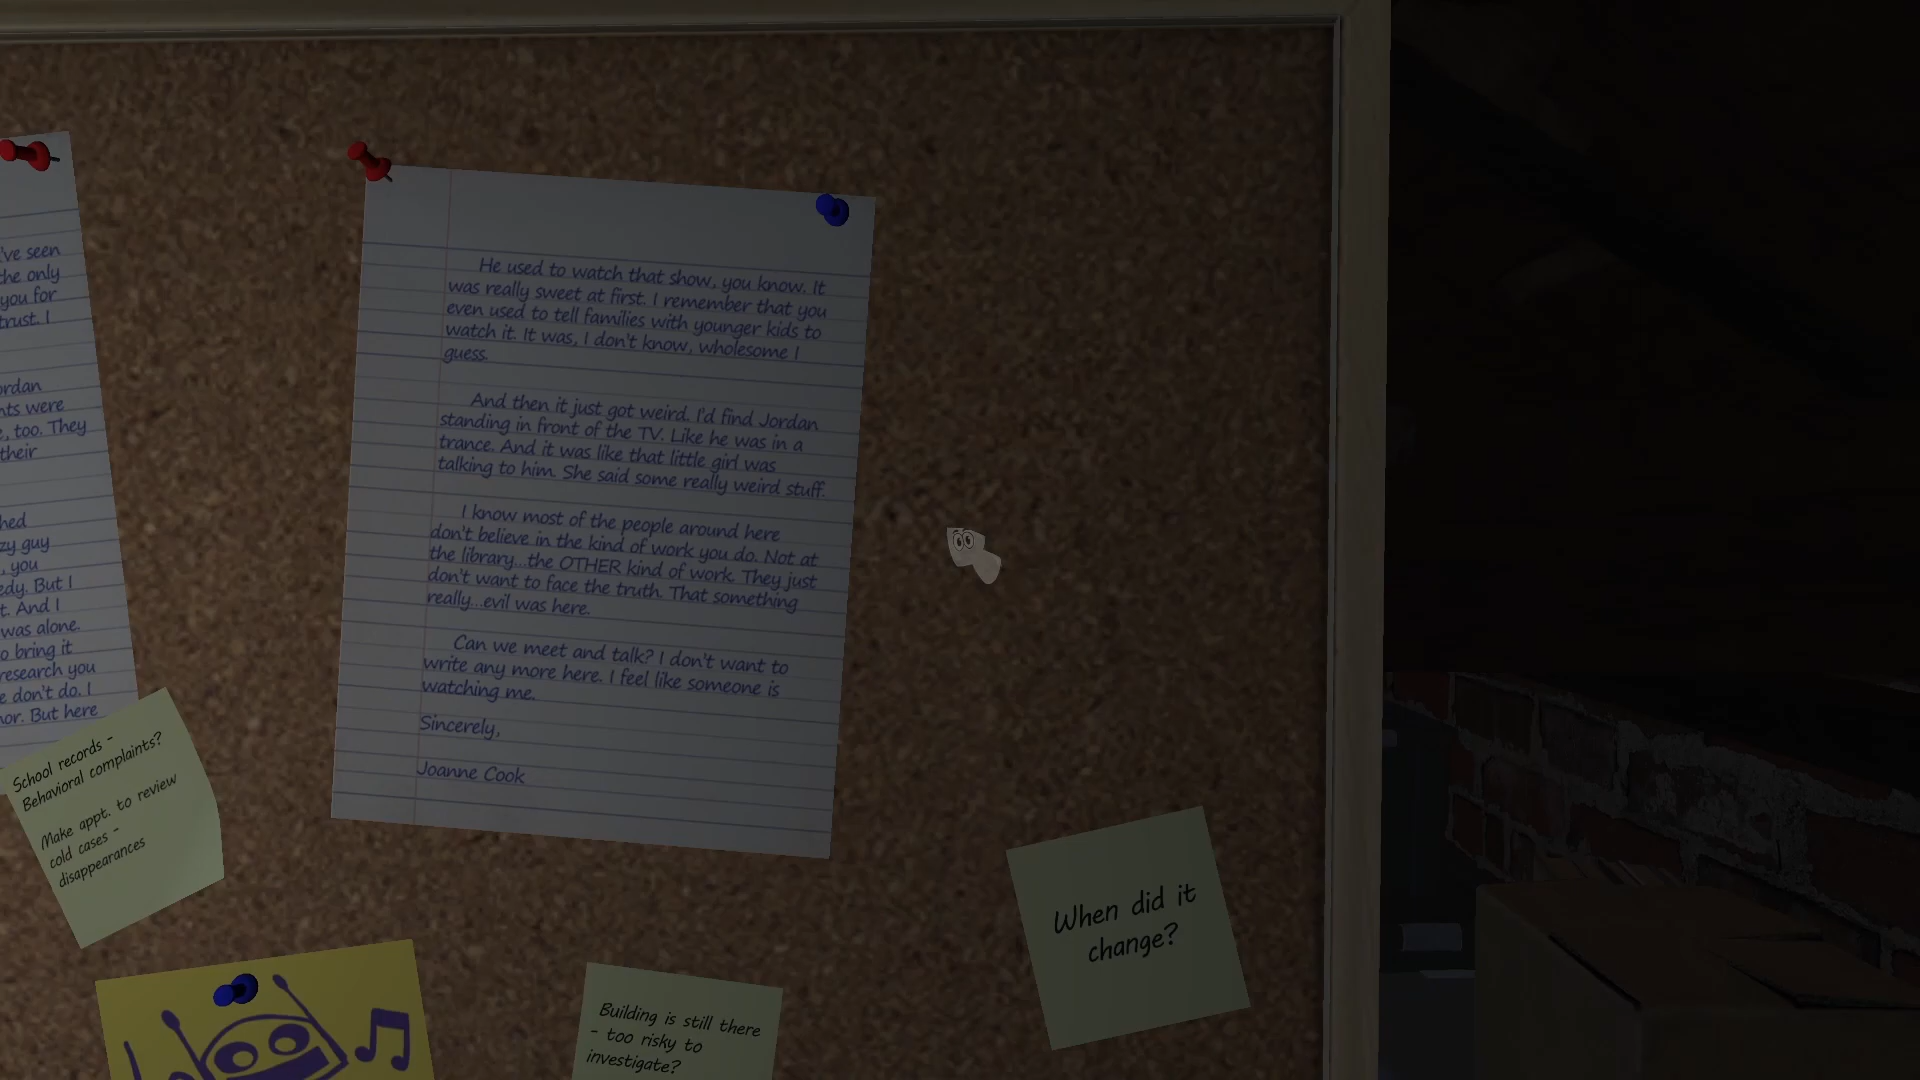 've seen
the only
you for
trust. I
ordan
nts were
, too. They
their
hed
zy guy
, you
edy. But I
t. And I
was alone.
o bring it
research you
e don't do. I
nor. But here
He used to watch that show, you know. It
was really sweet at first. I remember that you
even used to tell families with younger kids to
watch it. It was, I don't know, wholesome I
guess.
And then it just got weird. I'd find Jordan
standing in front of the TV. Like he was in a
trance. And it was like that little girl was
talking to him. She said some really weird stuff.
I know most of the people around here
don't believe in the kind of work you do. Not at
the library...the OTHER kind of work. They just
don't want to face the truth. That something
really...evil was here.
Can we meet and talk? I don't want to
write any more here. I feel like someone is
watching me.
Sincerely,
Joanne Cook
School records -
Behavioral complaints?
Make appt. to review
cold cases -
disappearances
Building is still there
- too risky to
investigate?
When did it
change?